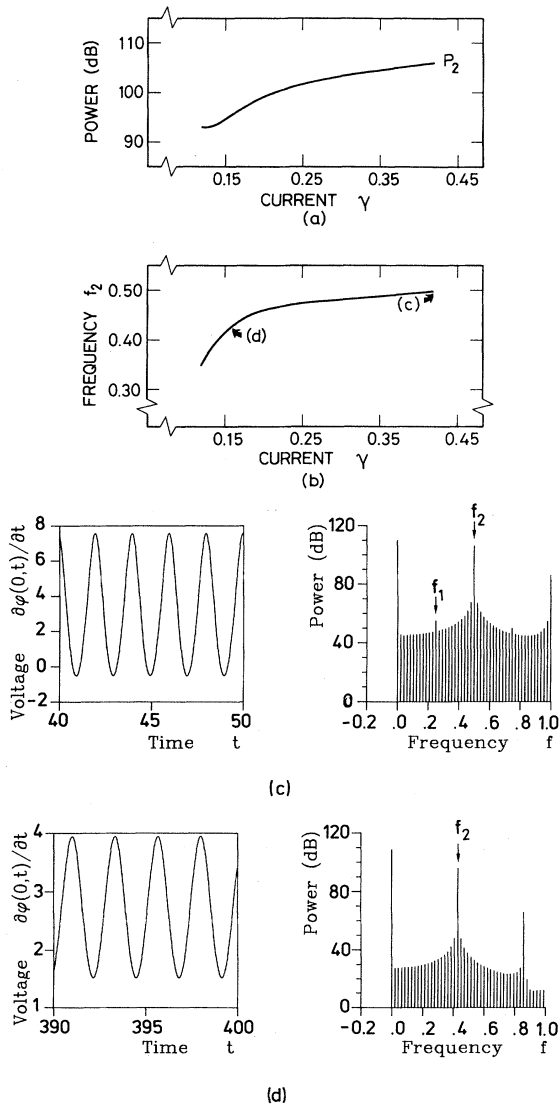 POWER (dB)
110
100
90
P2
0.15 0.25 0.35 0.45
CURRENT γ
(a)
FREQUENCY f2
0.50
0.40
0.30
(c)
(d)
0.15 0.25 0.35 0.45
CURRENT γ
(b)
Voltage ∂φ(0,t)/∂t
8
6
4
2
0
-2
40 45 50
Time t
Power (dB)
120
80
40
0
f1
f2
-0.2 .0 .2 .4 .6 .8 1.0
Frequency f
(c)
Voltage ∂φ(0,t)/∂t
4
3
2
1
390 395 400
Time t
Power (dB)
120
80
40
0
f2
-0.2 .0 .2 .4 .6 .8 1.0
Frequency f
(d)